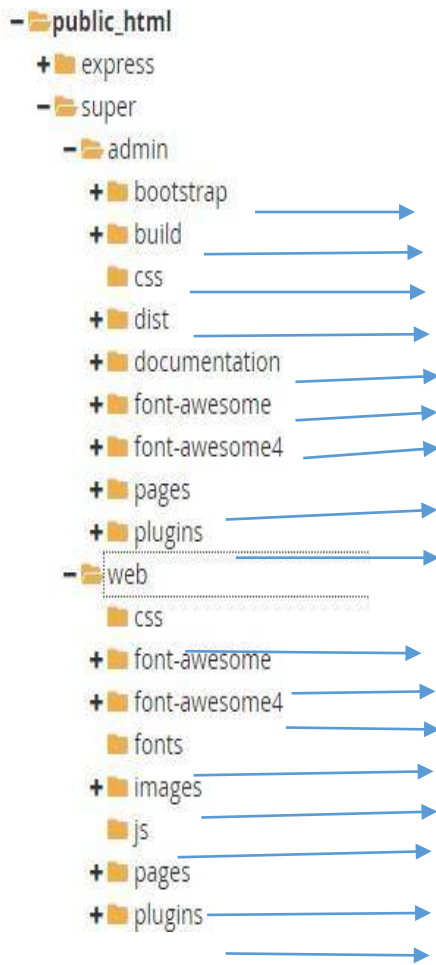 public_html
express
super
admin
bootstrap
build
css
dist
documentation
font-awesome
font-awesome4
pages
plugins
web
css
font-awesome
font-awesome4
fonts
images
js
pages
plugins